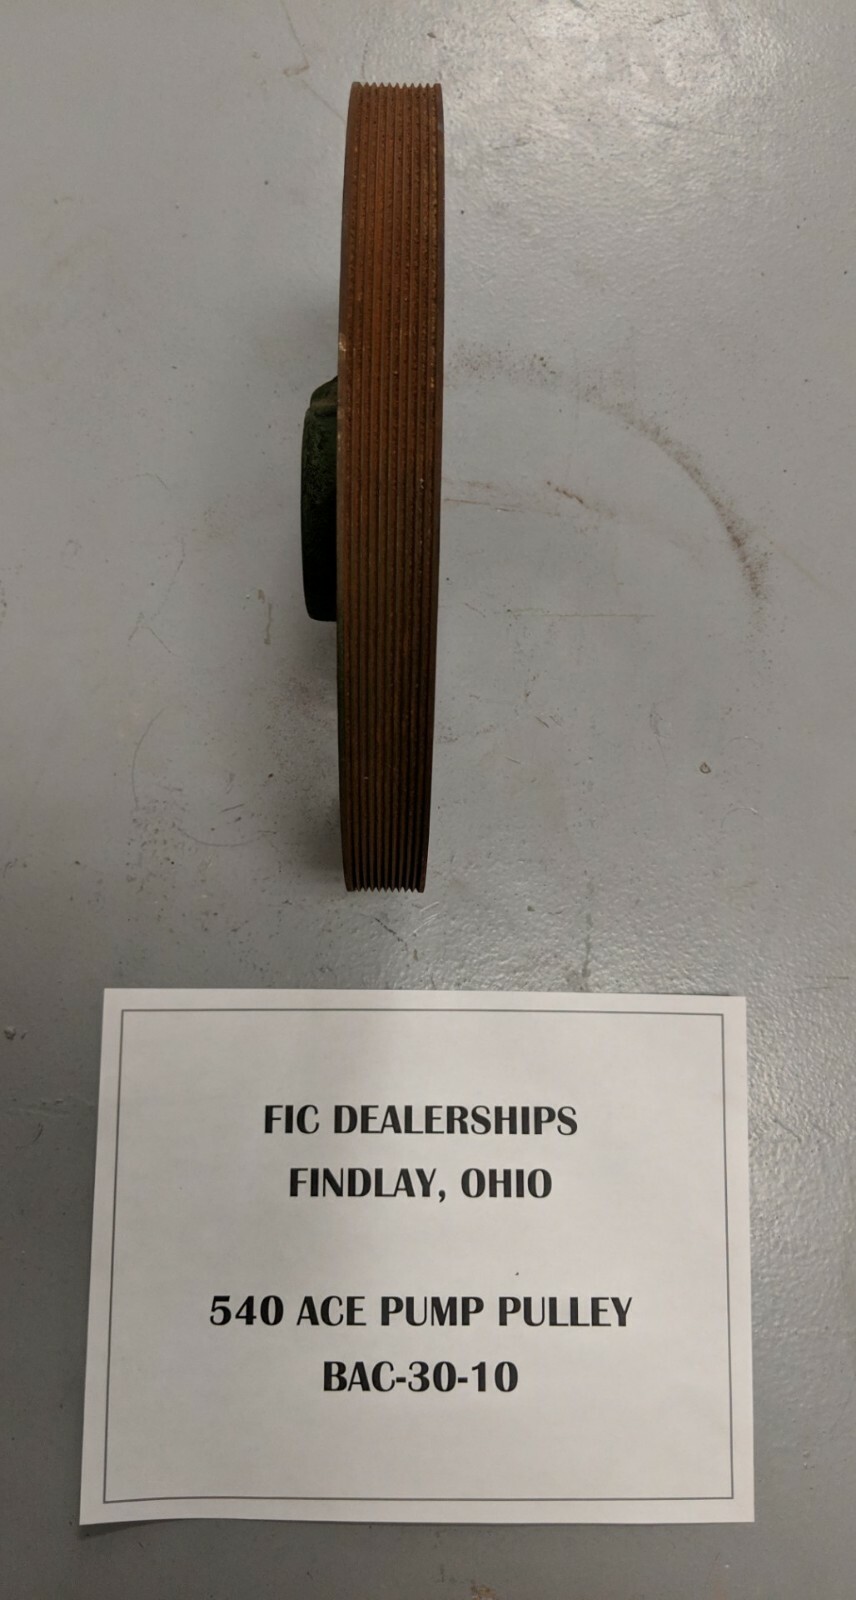 FIC DEALERSHIPS
FINDLAY, OHIO
540 ACE PUMP PULLEY
BAC-30-10